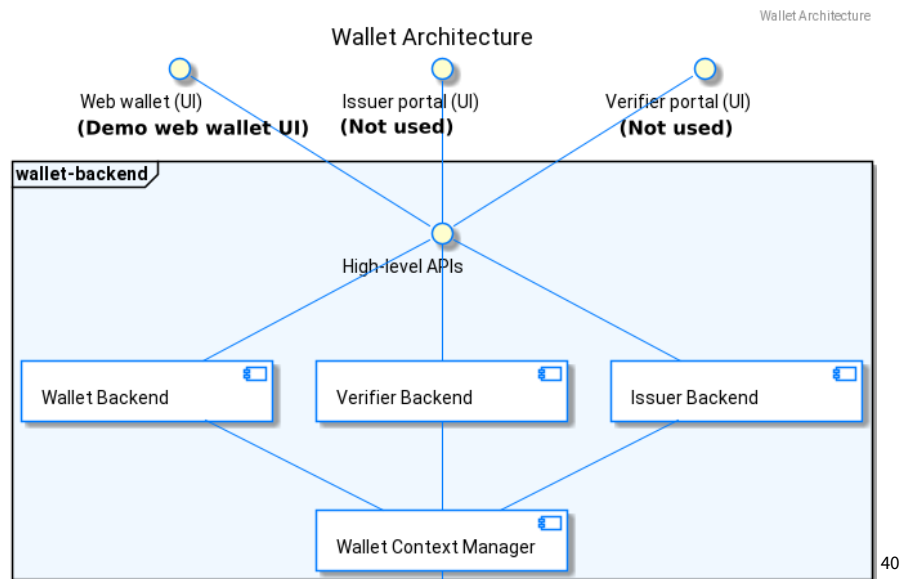 Wallet Architecture
Wallet Architecture
Web wallet (UI)
(Demo web wallet UI)
Issuer portal (UI)
(Not used)
Verifier portal (UI)
(Not used)
wallet-backend
High-level APIs
Wallet Backend
Verifier Backend
Issuer Backend
Wallet Context Manager
40